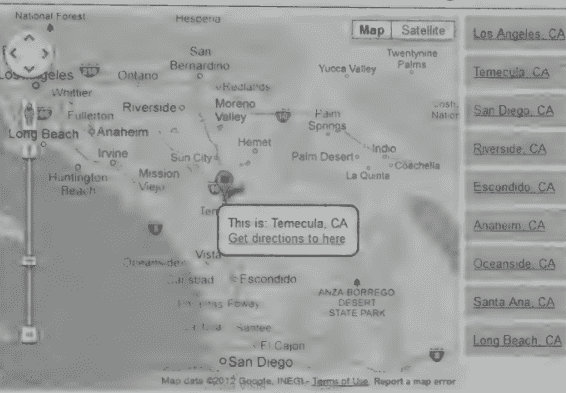 National Forest
Hesperia
Map
Satellite
San
Bernardino
Twentynine
Palms
Yucca Valley
Ontario
Redlands
Whittier
Riverside
Moreno
Valley
Fullerton
Palm
Springs
Long Beach
Anaheim
Hemet
Irvine
Sun City
Palm Desert
Indio
Coachella
La Quinta
Huntington
Beach
Mission
Viejo
This is: Temecula, CA
Get directions to here
Vista
Oceanside
Carlsbad
Escondido
Poway
ANZA BORREGO
DESERT
STATE PARK
Santee
El Cajon
San Diego
Map data ©2012 Google, INEGI - Terms of Use Report a map error
Los Angeles, CA
Temecula, CA
San Diego, CA
Riverside, CA
Escondido, CA
Anaheim, CA
Oceanside, CA
Santa Ana, CA
Long Beach, CA